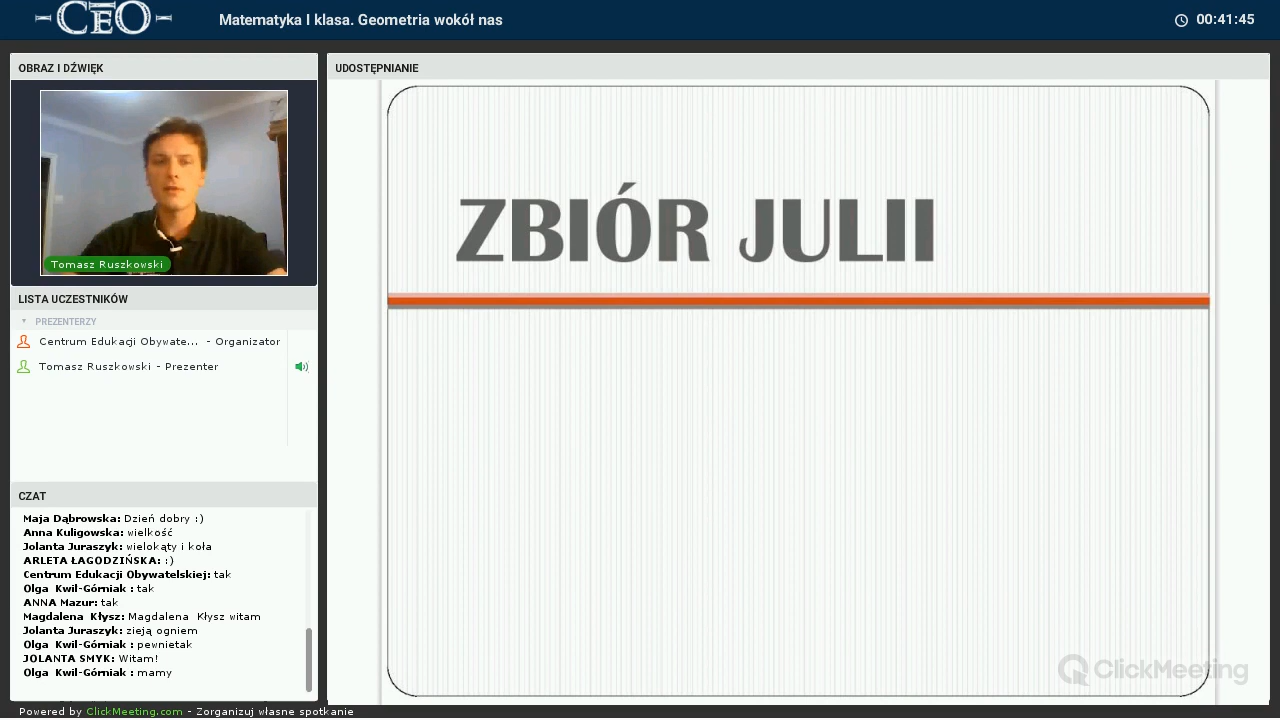 CEO
Matematyka I klasa. Geometria wokół nas
00:41:45
OBRAZ I DŹWIĘK
Tomasz Ruszkowski
LISTA UCZESTNIKÓW
PREZENTERZY
Centrum Edukacji Obywate... - Organizator
Tomasz Ruszkowski - Prezenter
CZAT
Maja Dąbrowska: Dzień dobry :)
Anna Kuligowska: wielkość
Jolanta Juraszyk: wielokąty i koła
ARLETA ŁAGODZIŃSKA: :)
Centrum Edukacji Obywatelskiej: tak
Olga Kwil-Górniak : tak
ANNA Mazur: tak
Magdalena Kłysz: Magdalena Kłysz witam
Jolanta Juraszyk: zieją ogniem
Olga Kwil-Górniak : pewnietak
JOLANTA SMYK: Witam!
Olga Kwil-Górniak : mamy
Powered by ClickMeeting.com - Zorganizuj własne spotkanie
UDOSTĘPNIANIE
ZBIÓR JULII
ClickMeeting